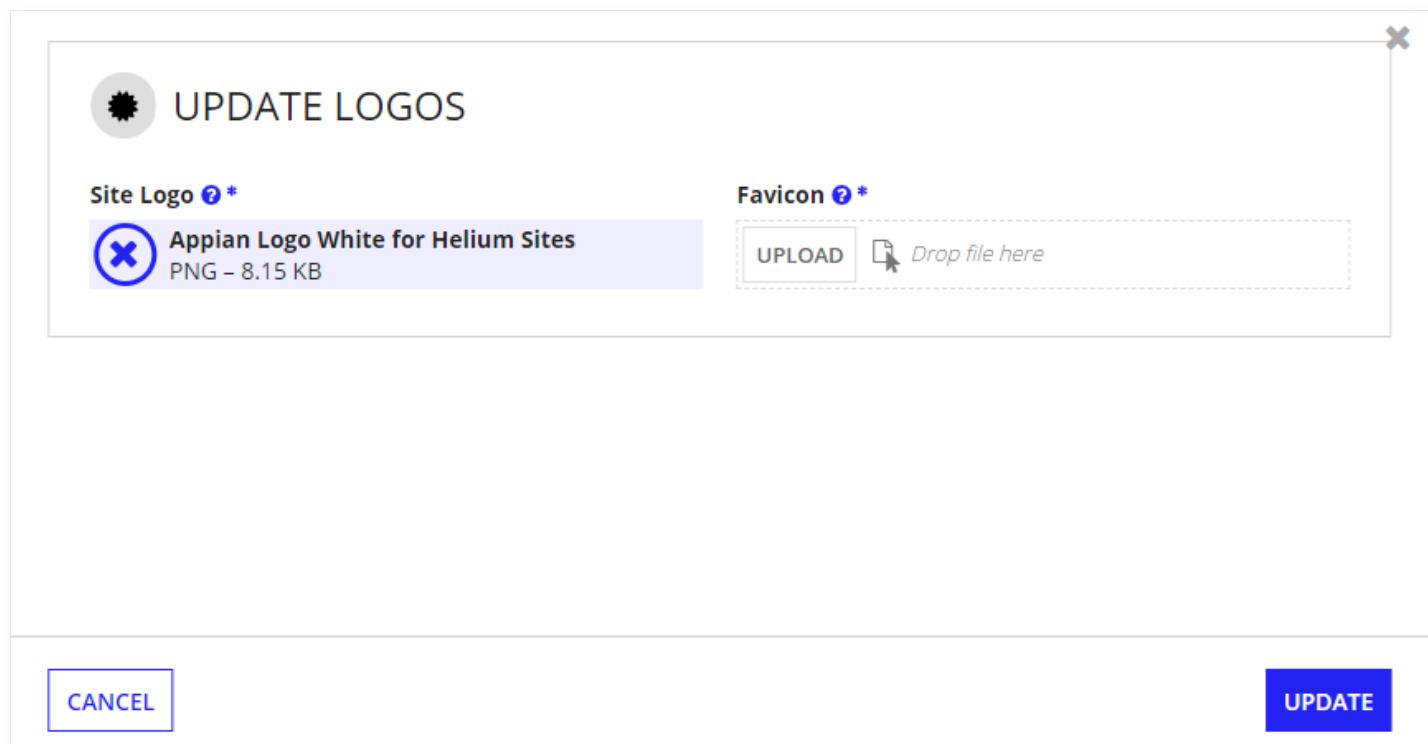 UPDATE LOGOS
Site Logo ? *
Favicon ? *
Appian Logo White for Helium Sites
PNG – 8.15 KB
UPLOAD
Drop file here
CANCEL
UPDATE